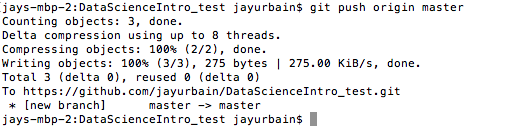 jays-mbp-2:DataScienceIntro_test jayurbain$ git push origin master
Counting objects: 3, done.
Delta compression using up to 8 threads.
Compressing objects: 100% (2/2), done.
Writing objects: 100% (3/3), 275 bytes | 275.00 KiB/s, done.
Total 3 (delta 0), reused 0 (delta 0)
To https://github.com/jayurbain/DataScienceIntro_test.git
 * [new branch]      master -> master
jays-mbp-2:DataScienceIntro_test jayurbain$